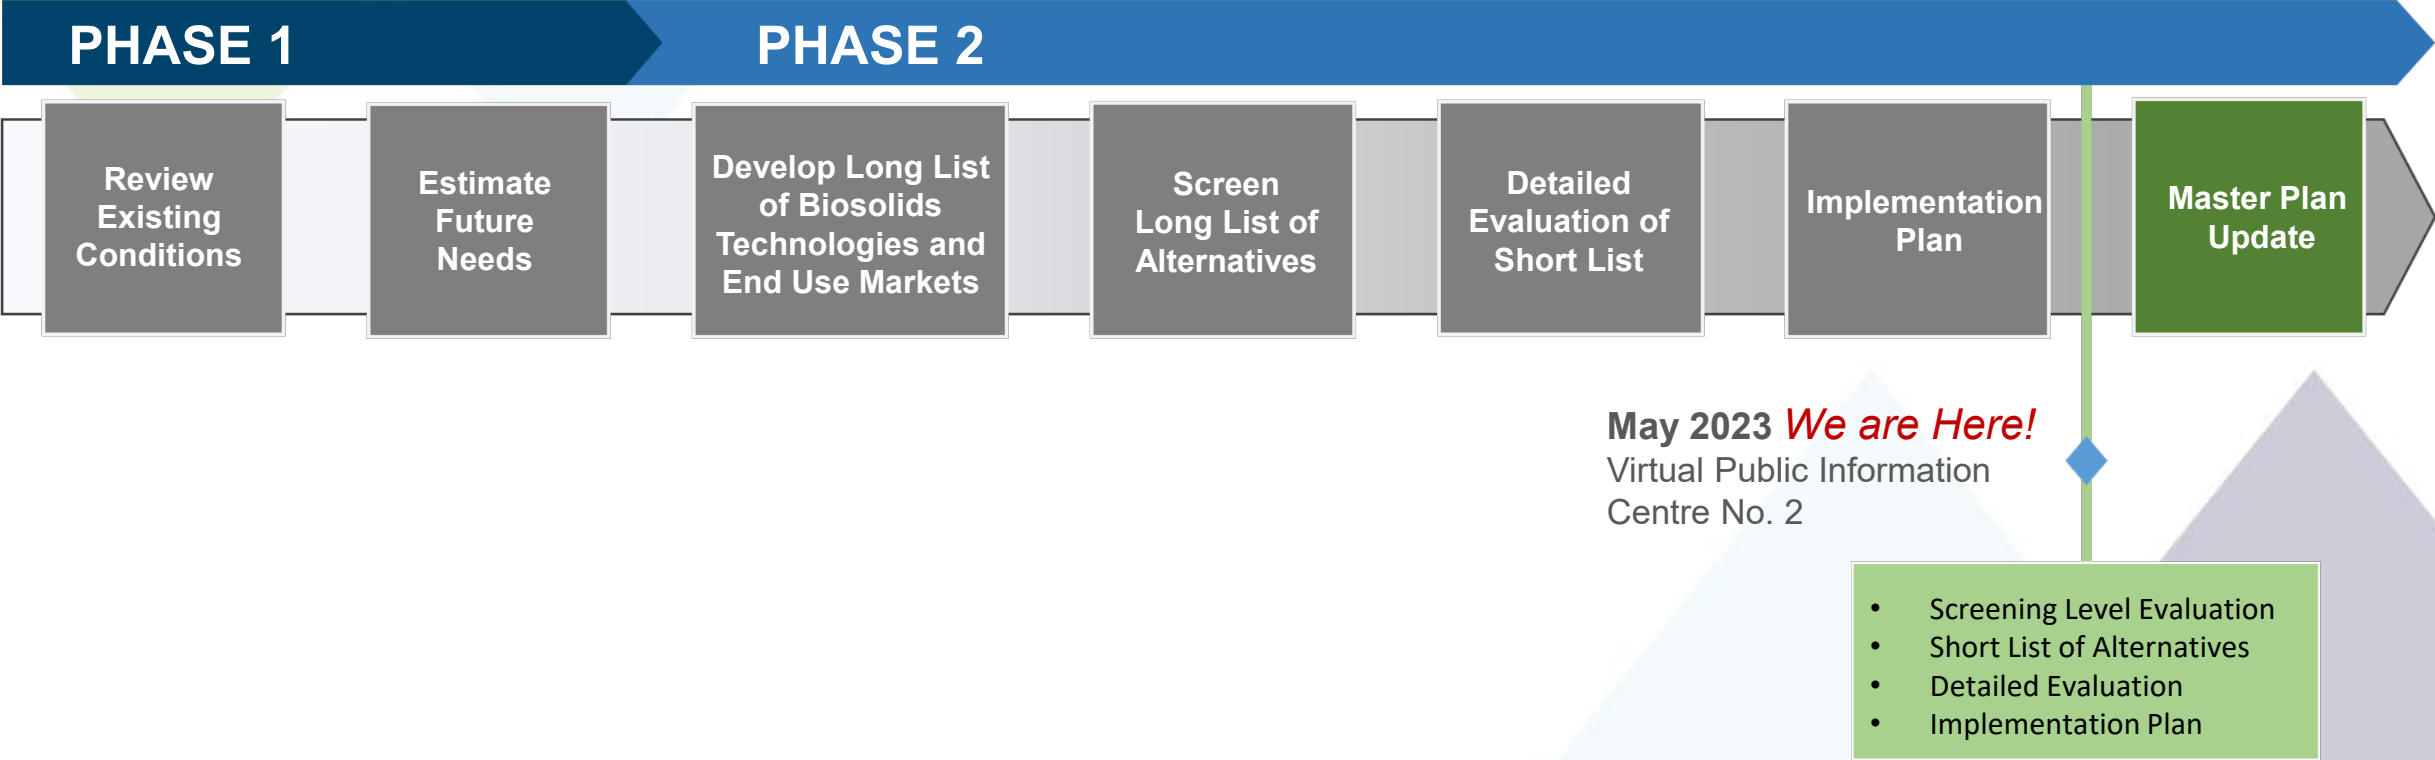 PHASE 1
PHASE 2
Review
Existing
Conditions
Estimate
Future
Needs
Develop Long List
of Biosolids
Technologies and
End Use Markets
Screen
Long List of
Alternatives
Detailed
Evaluation of
Short List
Implementation
Plan
Master Plan
Update
May 2023 We are Here!
Virtual Public Information
Centre No. 2
• Screening Level Evaluation
• Short List of Alternatives
• Detailed Evaluation
• Implementation Plan